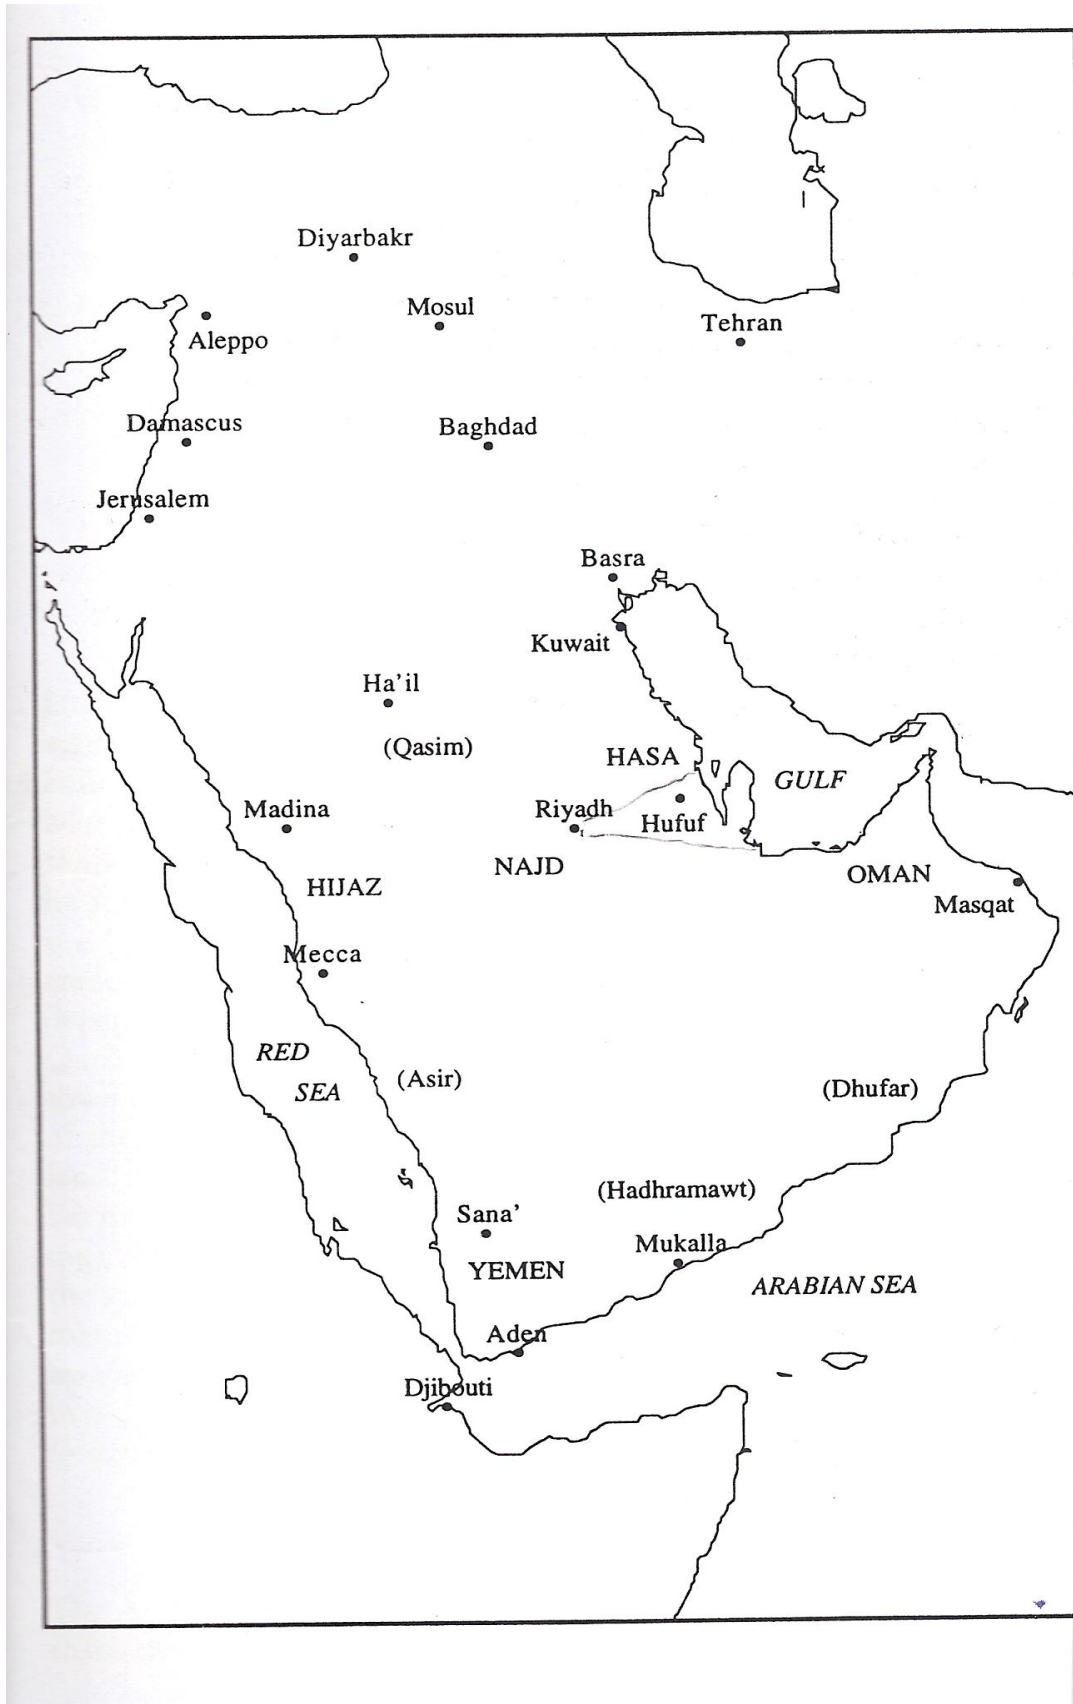 Diyarbakr
Mosul
Tehran
Aleppo
Damascus
Baghdad
Jerusalem
Basra
Kuwait
Ha'il
(Qasim)
HASA
GULF
Madina
Riyadh
Hufuf
NAJD
OMAN
HIJAZ
Masqat
Mecca
RED
SEA
(Asir)
(Dhufar)
(Hadhramawt)
Sana'
Mukalla
YEMEN
ARABIAN SEA
Aden
Djibouti